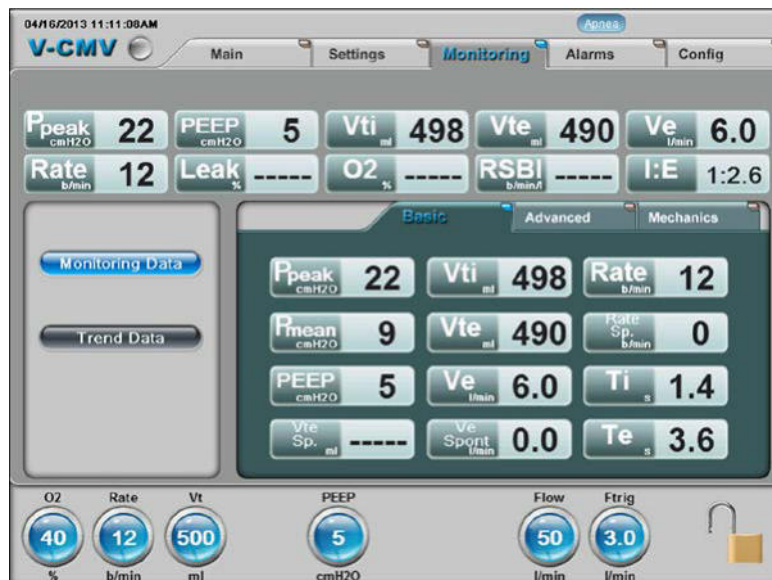 04/16/2013 11:11:00AM
Apnea
V-CMV
Main Settings Monitoring Alarms Config
Ppeak cmH2O 22 PEEP cmH2O 5 Vti ml 498 Vte ml 490 Ve l/min 6.0
Rate b/min 12 Leak % ----- O2 % ----- RSBI b/min/l ----- I:E 1:2.6
Basic Advanced Mechanics
Monitoring Data
Trend Data
Ppeak cmH2O 22 Vti ml 498 Rate b/min 12
Pmean cmH2O 9 Vte ml 490 Rate Sp. b/min 0
PEEP cmH2O 5 Ve l/min 6.0 Ti s 1.4
Vte Sp. ml ----- Ve Spont l/min 0.0 Te s 3.6
O2 Rate Vt PEEP Flow Ftrig
40 12 500 5 50 3.0
% b/min ml cmH2O l/min l/min